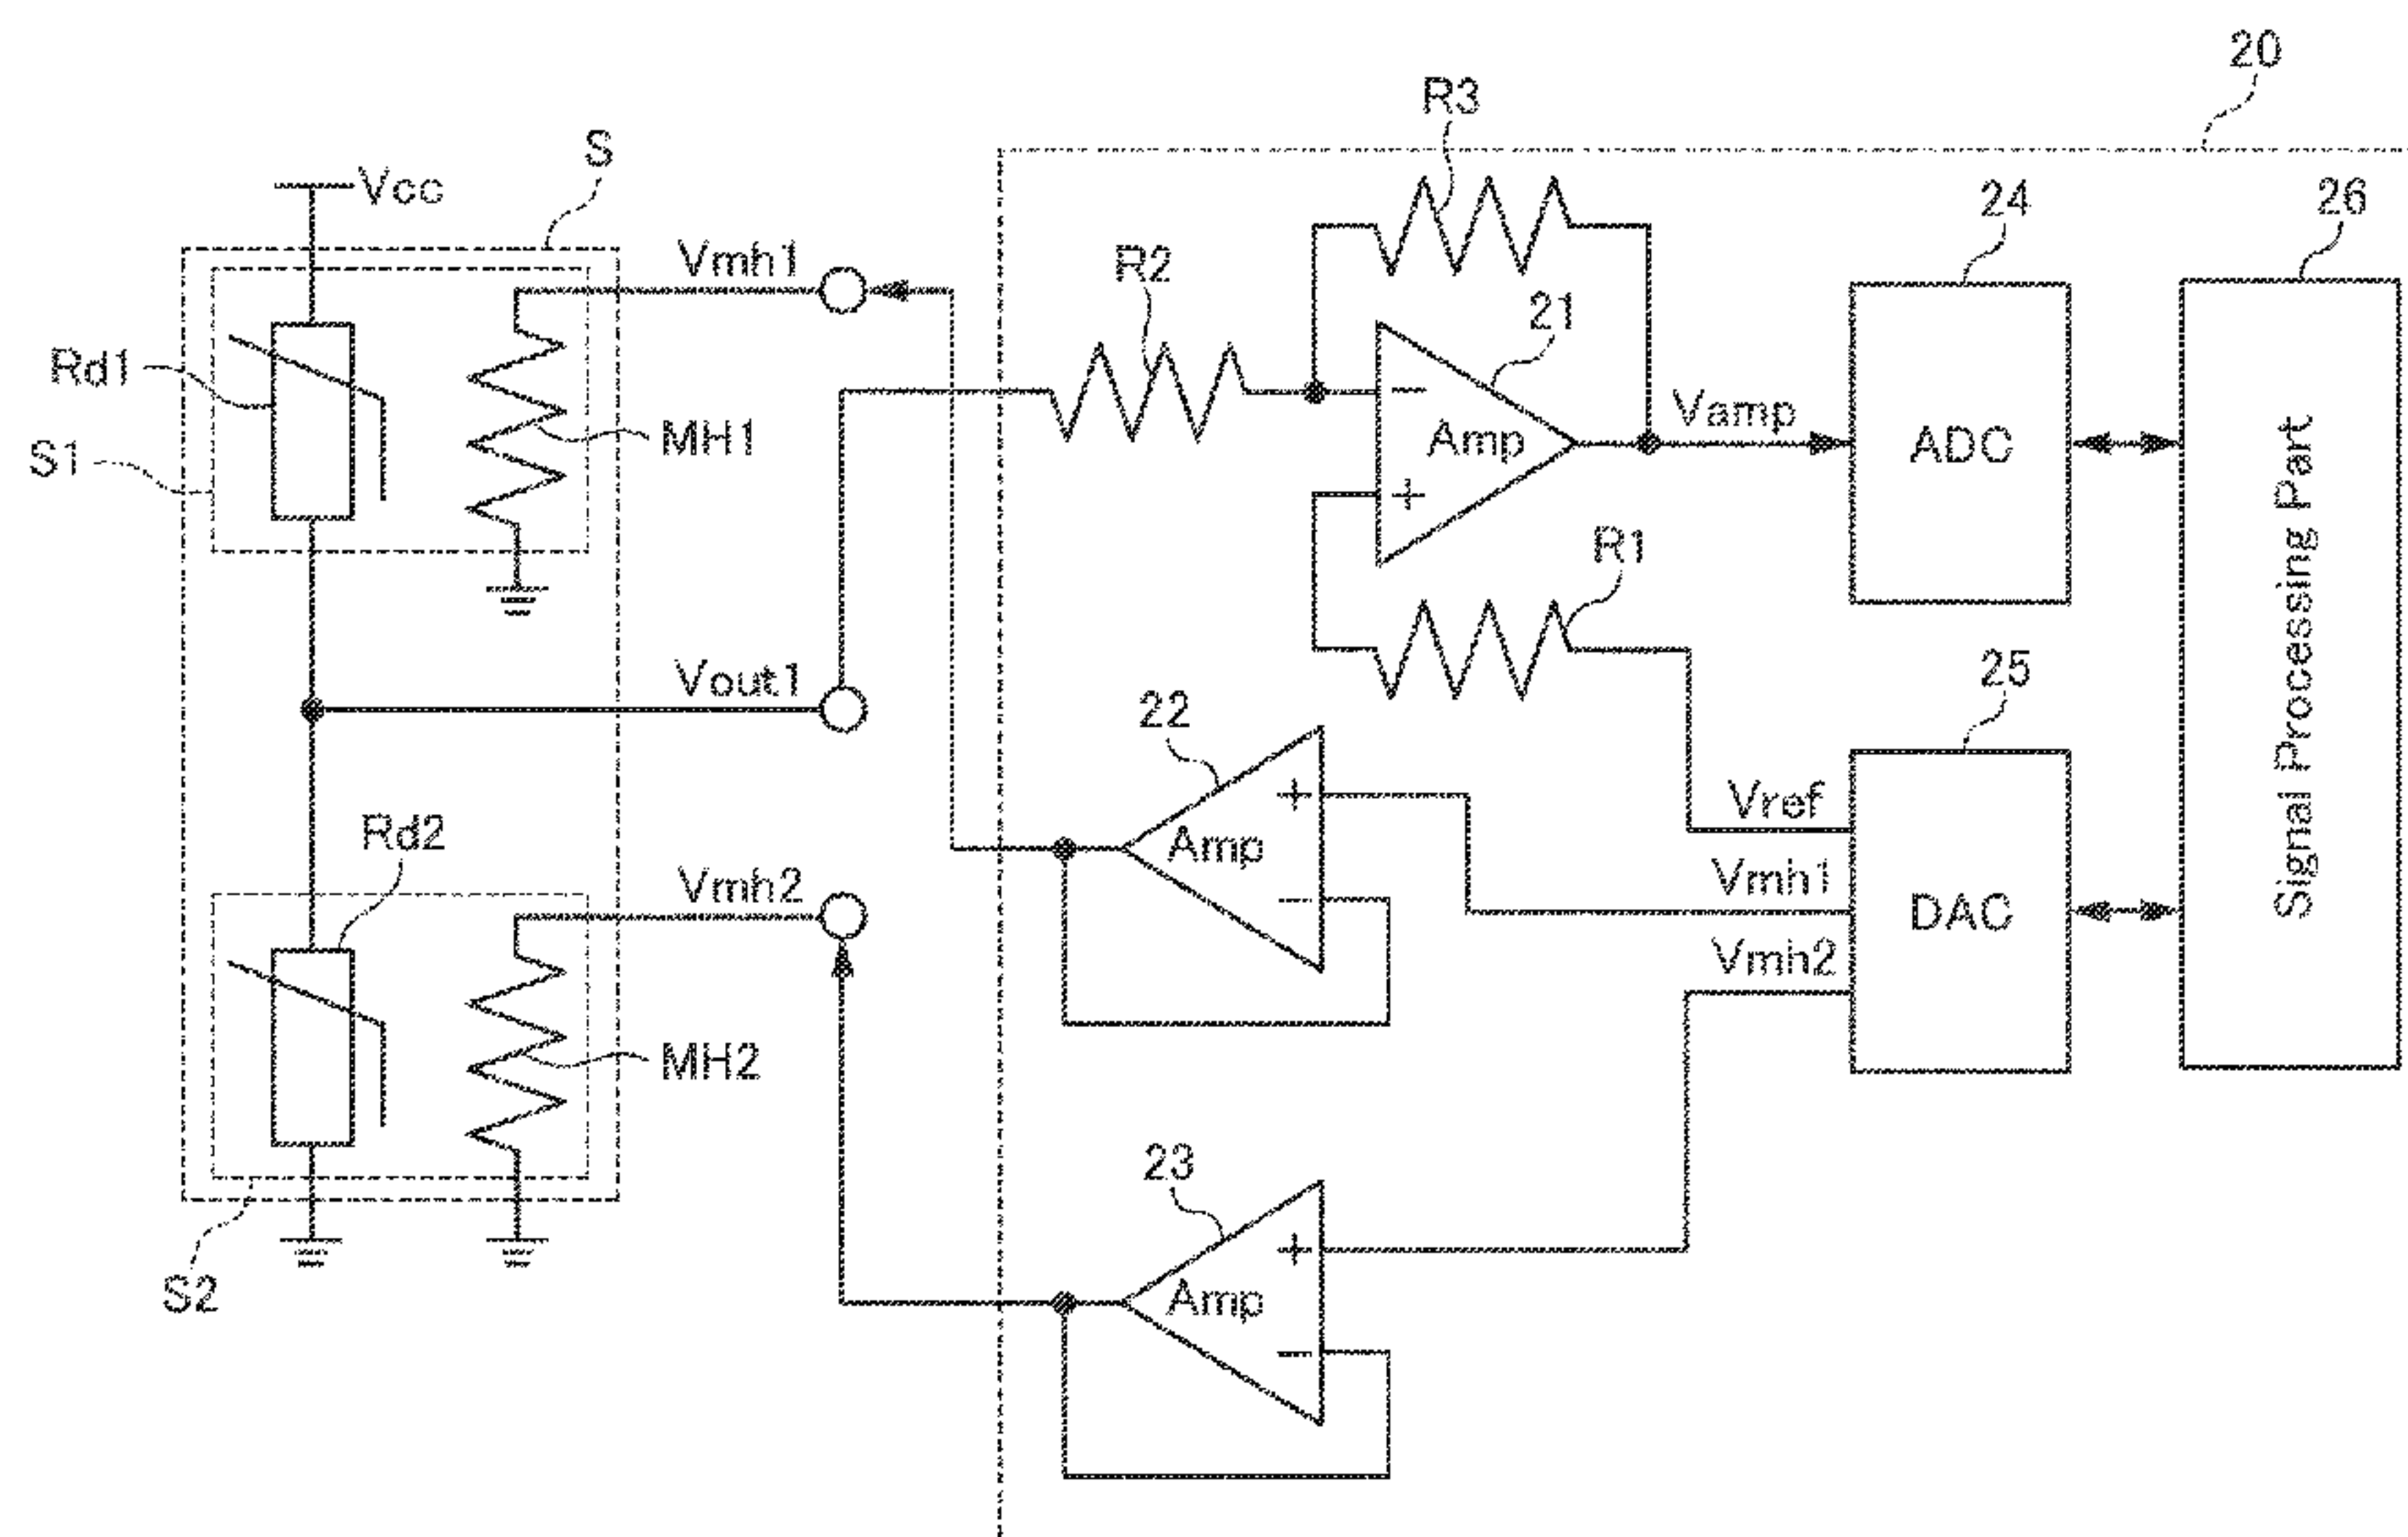 20
R3
S
Vcc
24
26
Vmh1
R2
21
Rd1
Vamp
Amp
ADC
MH1
S1
−
+
R1
Signal Processing Part
Vout1
25
22
Vref
+
Rd2
Amp
Vmh1
Vmh2
DAC
−
Vmh2
MH2
23
+
S2
Amp
−